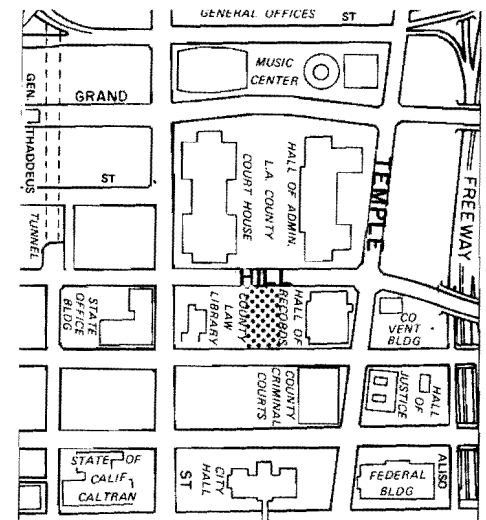 GENERAL OFFICES ST
MUSIC
CENTER
GRAND
ST
GEN.
THADDEUS
TUNNEL
COURT HOUSE
L.A. COUNTY
HALL OF ADMIN.
TEMPLE
FREEWAY
HILL
STATE
OFFICE
BLDG
COUNTY
LAW
LIBRARY
HALL OF
RECORDS
CO
VENT
BLDG
COUNTY
CRIMINAL
COURTS
HALL
OF
JUSTICE
STATE OF
CALIF,
CALTRAN
ST
CITY
HALL
FEDERAL
BLDG
ALISO